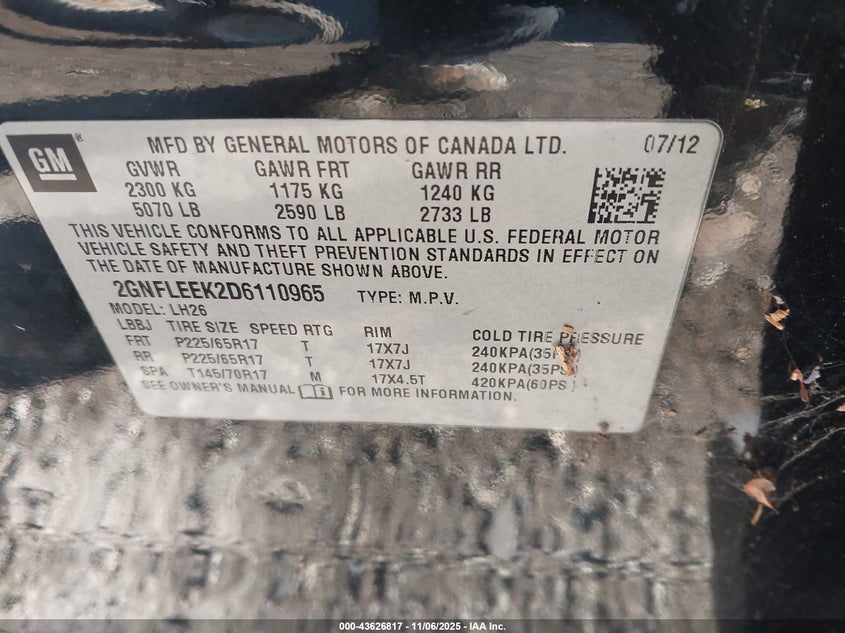 GM
MFD BY GENERAL MOTORS OF CANADA LTD. 07/12
GVWR GAWR FRT GAWR RR
2300 KG 1175 KG 1240 KG
5070 LB 2590 LB 2733 LB
THIS VEHICLE CONFORMS TO ALL APPLICABLE U.S. FEDERAL MOTOR
VEHICLE SAFETY AND THEFT PREVENTION STANDARDS IN EFFECT ON
THE DATE OF MANUFACTURE SHOWN ABOVE.
2GNFLEEK2D6110965 TYPE: M.P.V.
MODEL: LH26
LBBJ TIRE SIZE SPEED RTG RIM COLD TIRE PRESSURE
FRT P225/65R17 T 17X7J 240KPA(35
RR P225/65R17 T 17X7J 240KPA(35PS
SPA T145/70R17 M 17X4.5T 420KPA(60PS )
SEE OWNER'S MANUAL FOR MORE INFORMATION.
000-43626817 - 11/06/2025 - IAA Inc.